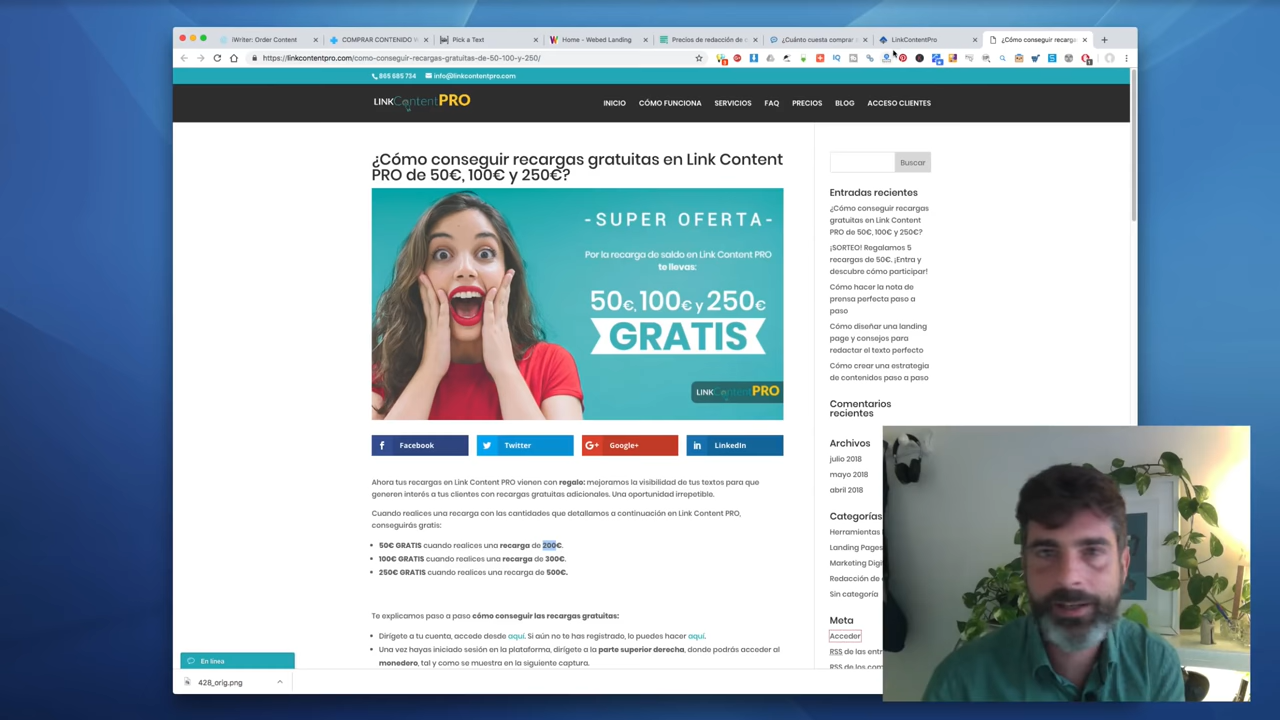 iWriter: Order Content
COMPRAR CONTENIDO
Pick a Text
Home - Webed Landing
Precios de redacción de
¿Cuánto cuesta comprar
LinkContentPro
¿Cómo conseguir recarga
https://linkcontentpro.com/como-conseguir-recargas-gratuitas-de-50-100-y-250/
865 685 734 info@linkcontentpro.com
LINKContentPRO
INICIO CÓMO FUNCIONA SERVICIOS FAQ PRECIOS BLOG ACCESO CLIENTES
¿Cómo conseguir recargas gratuitas en Link Content
PRO de 50€, 100€ y 250€?
-SUPER OFERTA-
Por la recarga de saldo en Link Content PRO
te llevas:
50€, 100€ y 250€
GRATIS
LINKContentPRO
Facebook Twitter Google+ LinkedIn
Ahora tus recargas en Link Content PRO vienen con regalo: mejoramos la visibilidad de tus textos para que
generen interés a tus clientes con recargas gratuitas adicionales. Una oportunidad irrepetible.
Cuando realices una recarga con las cantidades que detallamos a continuación en Link Content PRO,
conseguirás gratis:
• 50€ GRATIS cuando realices una recarga de 200€.
• 100€ GRATIS cuando realices una recarga de 300€.
• 250€ GRATIS cuando realices una recarga de 500€.
Te explicamos paso a paso cómo conseguir las recargas gratuitas:
• Dirígete a tu cuenta, accede desde aquí. Si aún no te has registrado, lo puedes hacer aquí.
• Una vez hayas iniciado sesión en la plataforma, dirígete a la parte superior derecha, donde podrás acceder al
monedero, tal y como se muestra en la siguiente captura.
Buscar
Entradas recientes
¿Cómo conseguir recargas
gratuitas en Link Content
PRO de 50€, 100€ y 250€?
¡SORTEO! Regalamos 5
recargas de 50€. ¡Entra y
descubre cómo participar!
Cómo hacer la nota de
prensa perfecta paso a
paso
Cómo diseñar una landing
page y consejos para
redactar el texto perfecto
Cómo crear una estrategia
de contenidos paso a paso
Comentarios
recientes
Archivos
julio 2018
mayo 2018
abril 2018
Categorías
Herramientas
Landing Pages
Marketing Digi
Redacción de
Sin categoría
Meta
Acceder
RSS de las entr
RSS de los com
En línea
428_orig.png